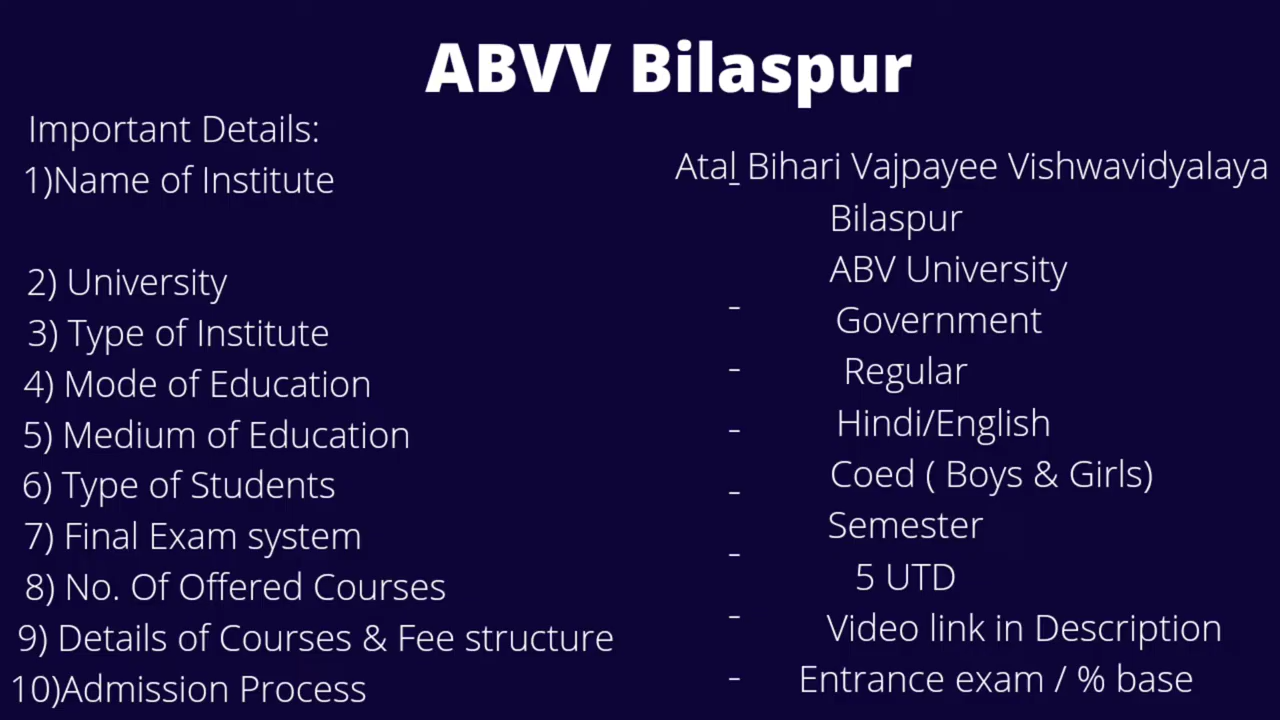 ABVV Bilaspur
Important Details:
1)Name of Institute - Atal Bihari Vajpayee Vishwavidyalaya
Bilaspur
2) University - ABV University
3) Type of Institute - Government
4) Mode of Education - Regular
5) Medium of Education - Hindi/English
6) Type of Students - Coed ( Boys & Girls)
7) Final Exam system - Semester
8) No. Of Offered Courses - 5 UTD
9) Details of Courses & Fee structure Video link in Description
10)Admission Process - Entrance exam / % base